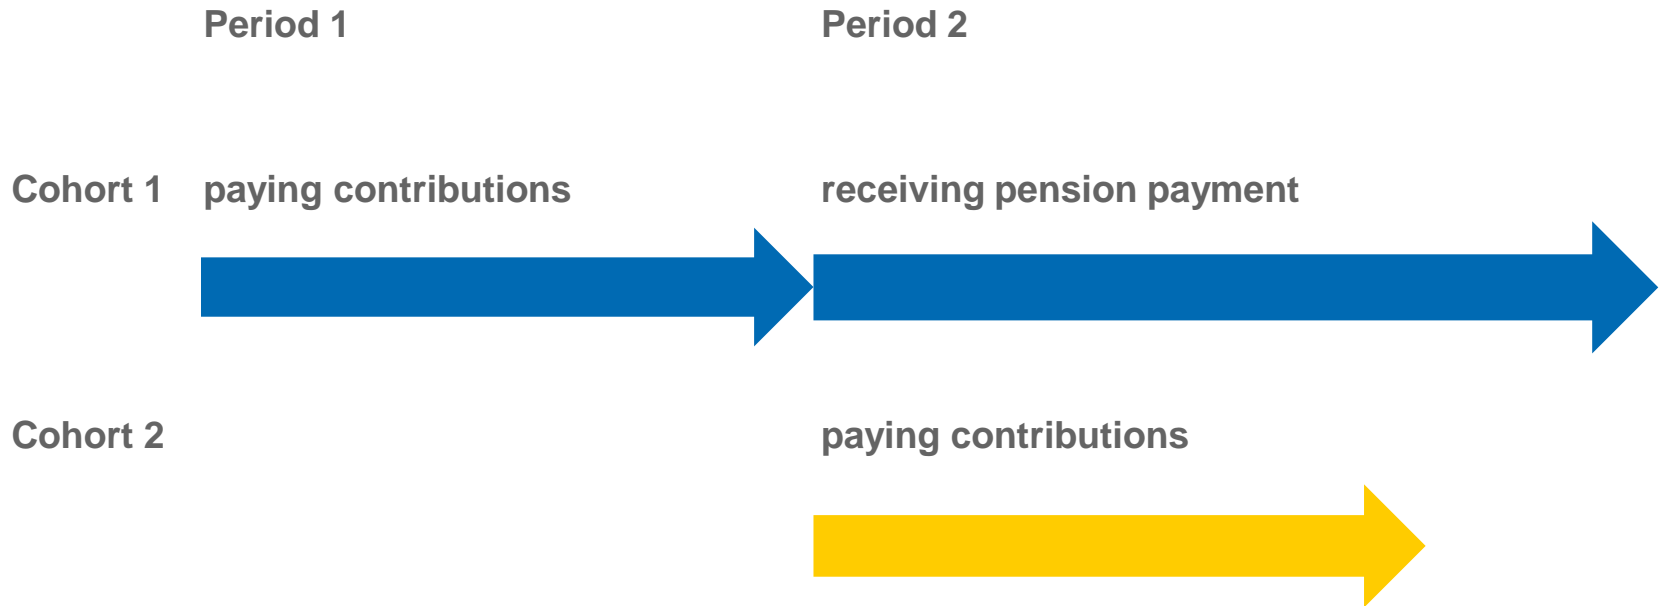 Period 1 Period 2
Cohort 1 paying contributions receiving pension payment
Cohort 2 paying contributions